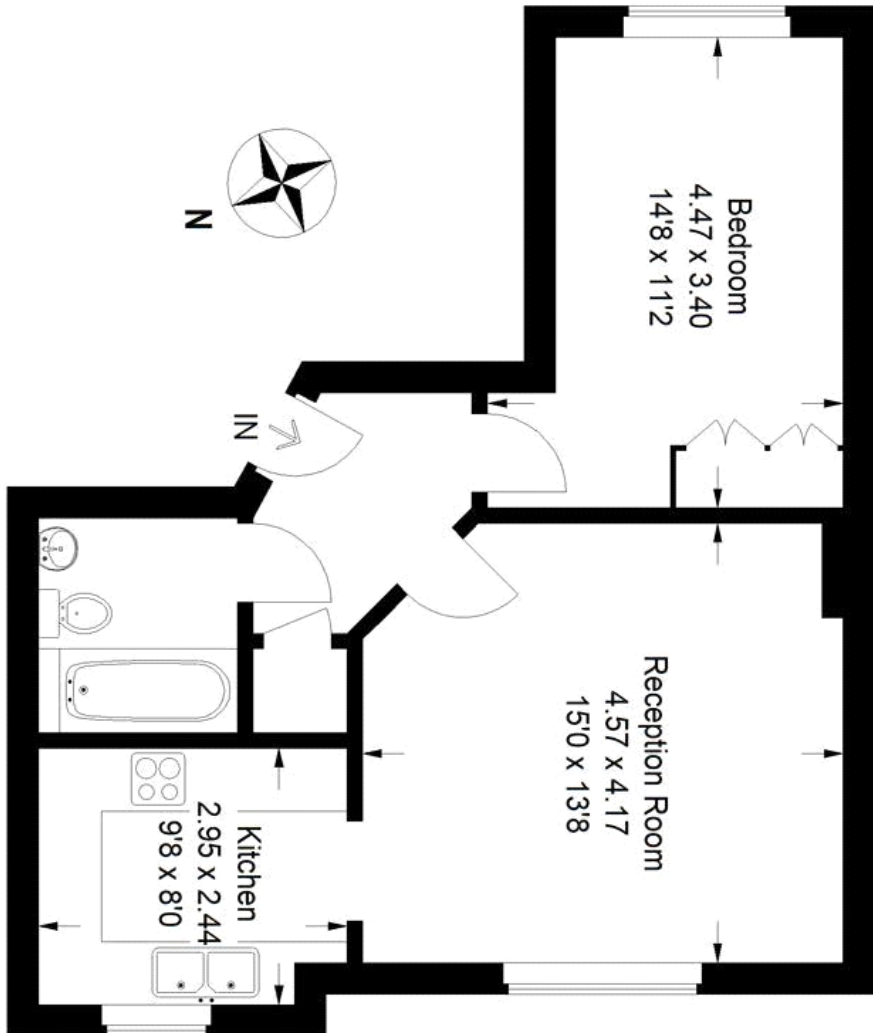 Bedroom
4.47 x 3.40
14'8 x 11'2
N
IN
Reception Room
4.57 x 4.17
15'0 x 13'8
Kitchen
2.95 x 2.44
9'8 x 8'0